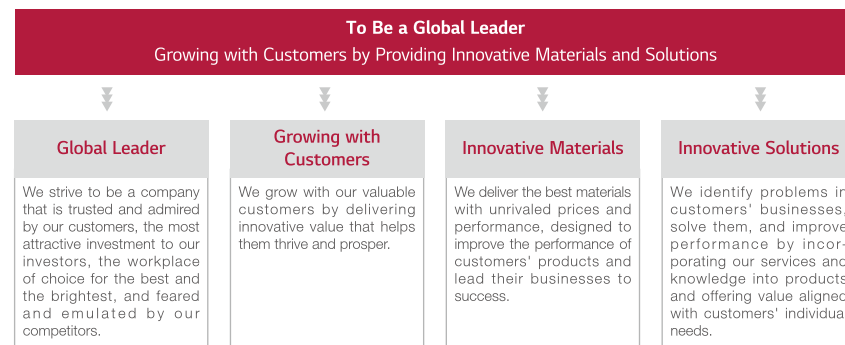 To Be a Global Leader
Growing with Customers by Providing Innovative Materials and Solutions
Global Leader
We strive to be a company
that is trusted and admired
by our customers, the most
attractive investment to our
investors, the workplace
of choice for the best and
the brightest, and feared
and emulated by our
competitors.
Growing with
Customers
We grow with our valuable
customers by delivering
innovative value that helps
them thrive and prosper.
Innovative Materials
We deliver the best materials
with unrivaled prices and
performance, designed to
improve the performance of
customers' products and
lead their businesses to
success.
Innovative Solutions
We identify problems in
customers' businesses,
solve them, and improve
performance by incor-
porating our services and
knowledge into products
and offering value aligned
with customers' individual
needs.